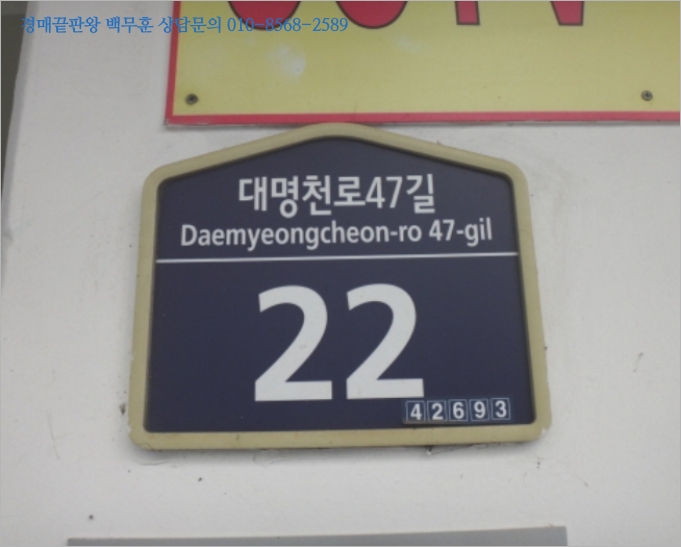 경매끝판왕 백무훈 상담문의 010-8568-2589
대명천로47길
Daemyeongcheon-ro 47-gil
22
42693